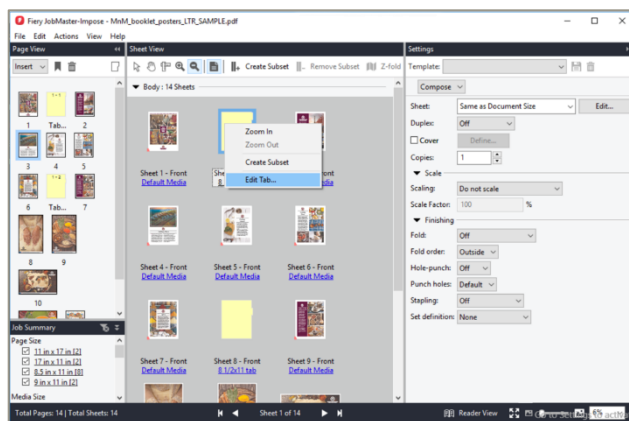 Fiery JobMaster-Impose - MnM_booklet_posters_LTR_SAMPLE.pdf
File Edit Actions View Help
Page View
Sheet View
Settings
Insert
Create Subset
Remove Subset
Z-fold
Template:
Body : 14 Sheets
Compose
1 - 1
1 Tab... 2
3 4 5
1 - 2
6 Tab... 7
8 9
10
Zoom In
Zoom Out
Create Subset
Edit Tab...
Sheet 1 - Front
Default Media
Sheet 4 - Front
Default Media
Sheet 5 - Front
Default Media
Sheet 6 - Front
Default Media
Sheet 7 - Front
Default Media
Sheet 8 - Front
8 1/2x11 tab
Sheet 9 - Front
Default Media
Sheet: Same as Document Size Edit...
Duplex: Off
Cover Define...
Copies: 1
Scale
Scaling: Do not scale
Scale Factor: 100 %
Finishing
Fold: Off
Fold order: Outside
Hole-punch: Off
Punch holes: Default
Stapling: Off
Set definition: None
Job Summary
Page Size
11 in x 17 in [2]
17 in x 11 in [2]
8.5 in x 11 in [8]
9 in x 11 in [2]
Media Size
Total Pages: 14 | Total Sheets: 14
Sheet 1 of 14
Reader View
6%